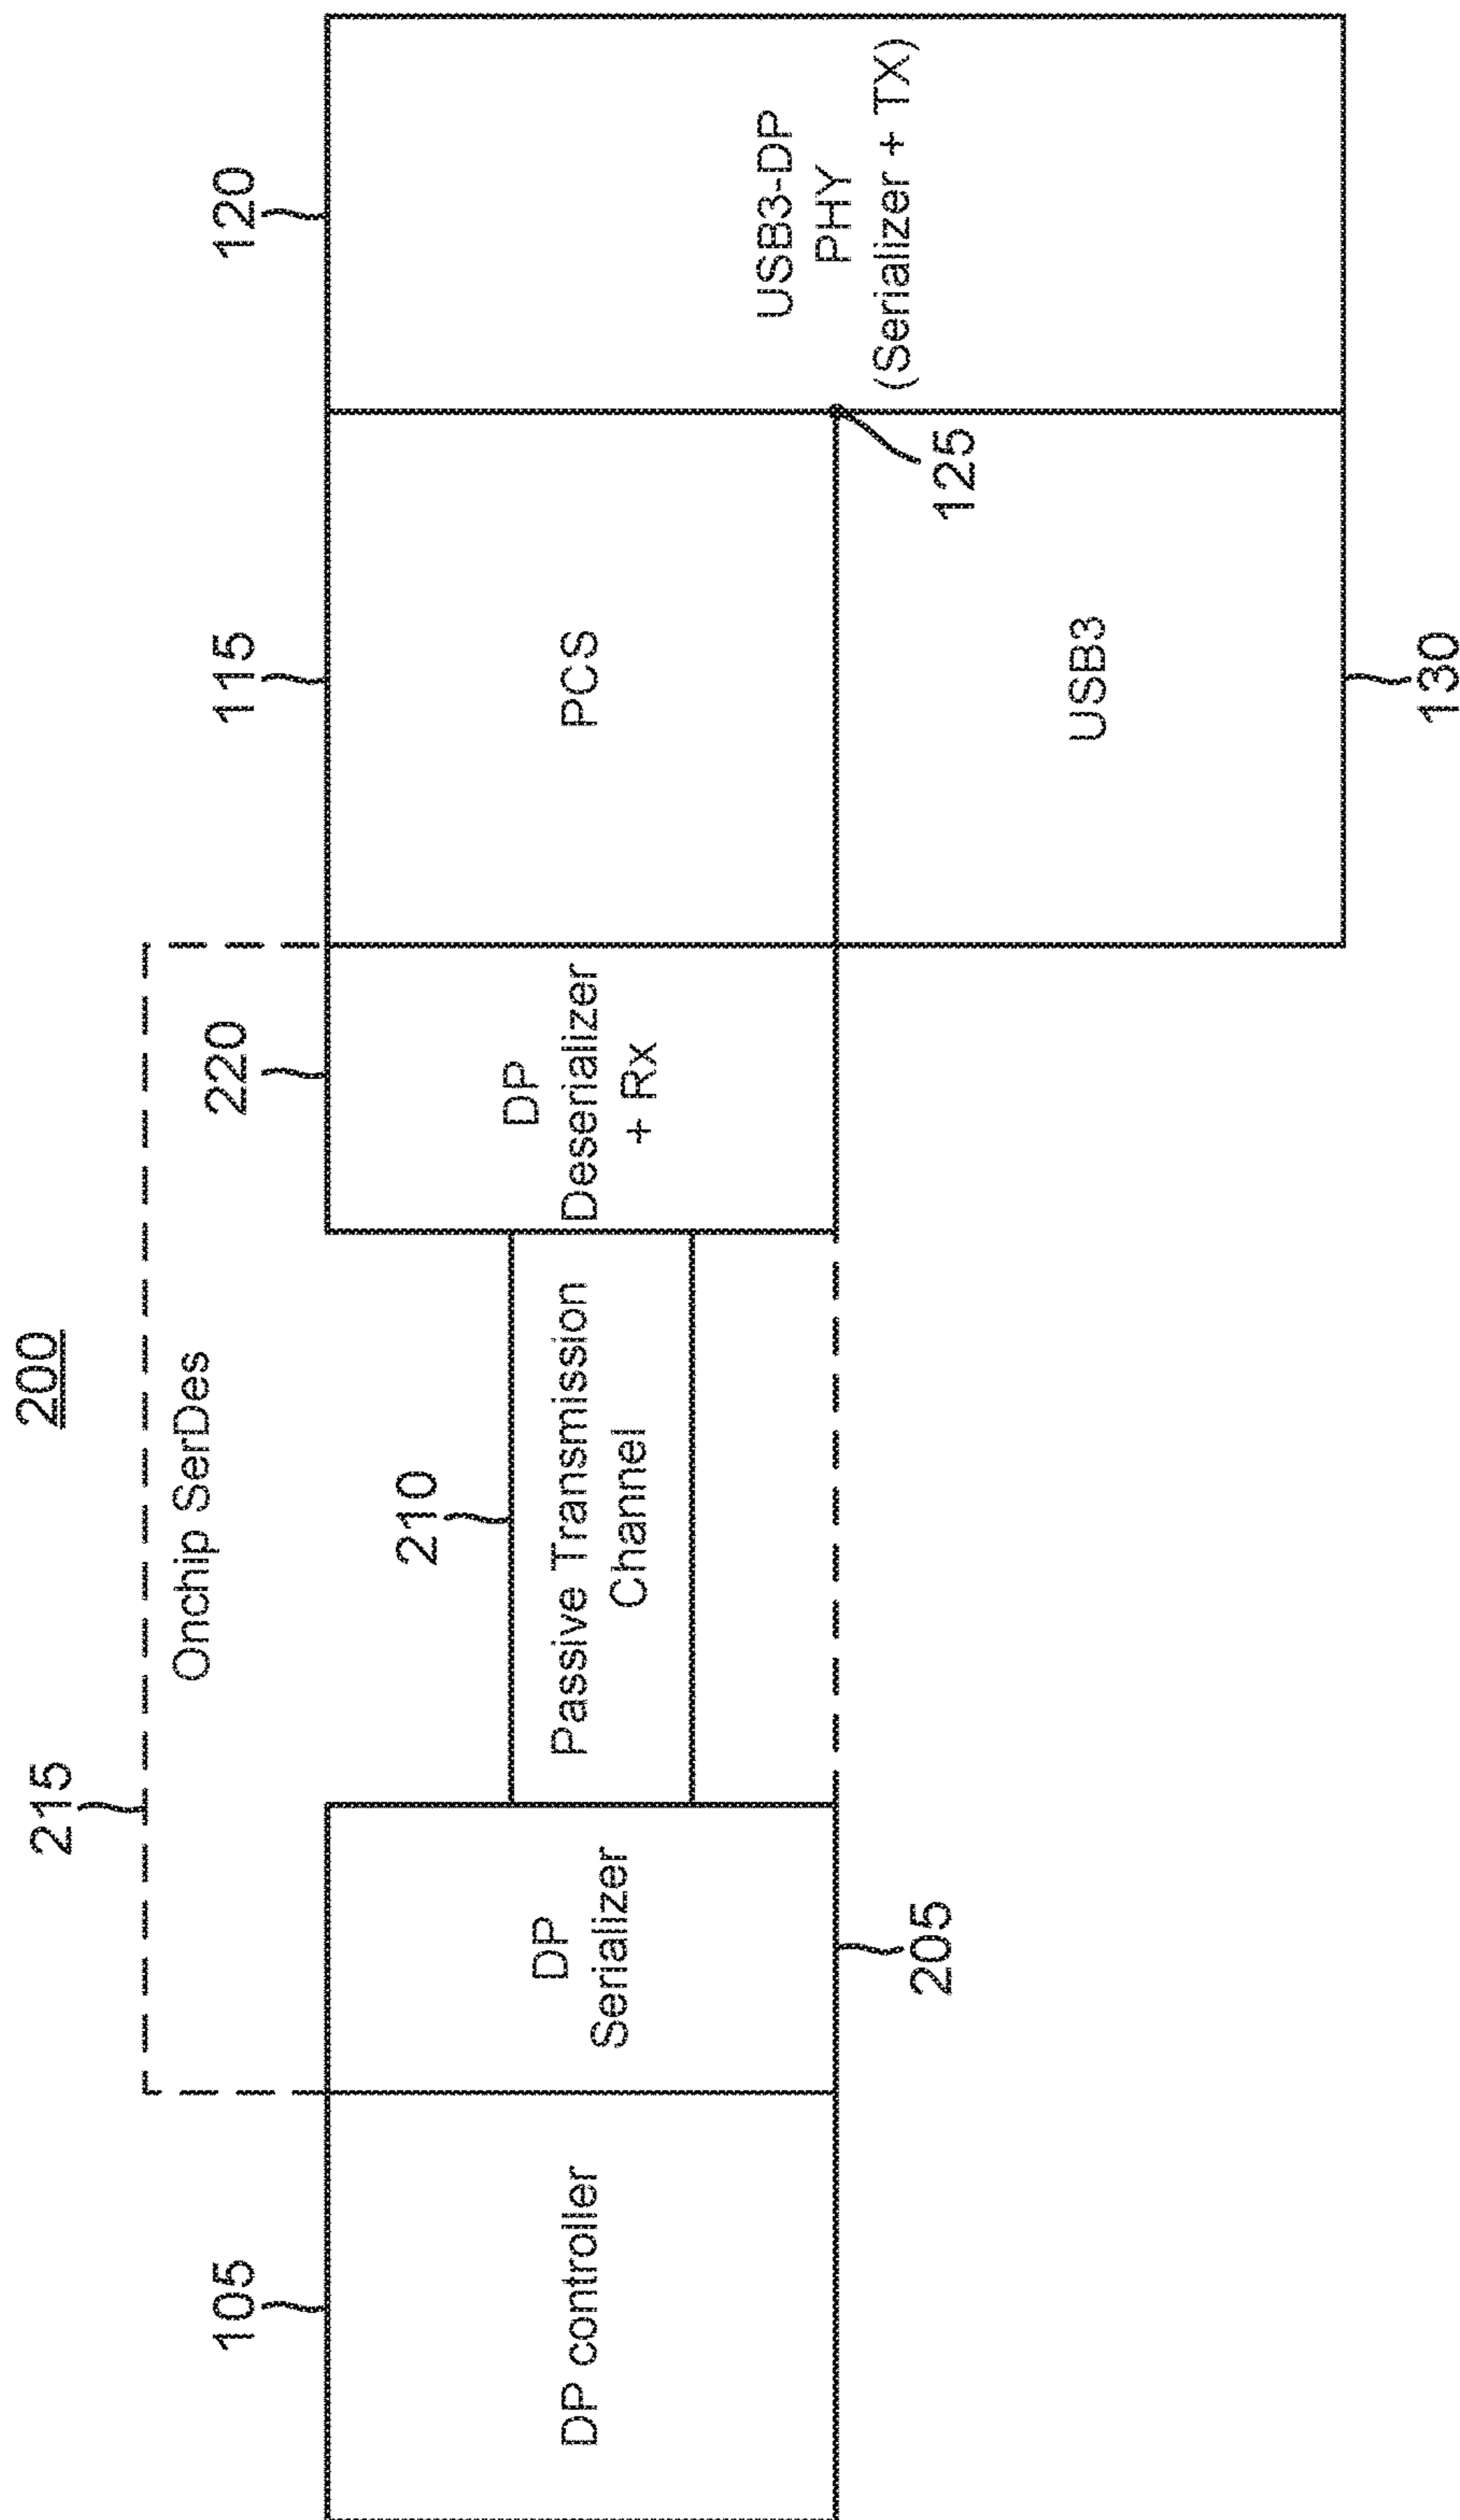 200
215
Onchip SerDes
105
210
220
115
120
DP controller
DP
Serializer
Passive Transmission
Channel
DP
Deserializer
+ Rx
PCS
USB3-DP
PHY
(Serializer + TX)
205
125
USB3
130